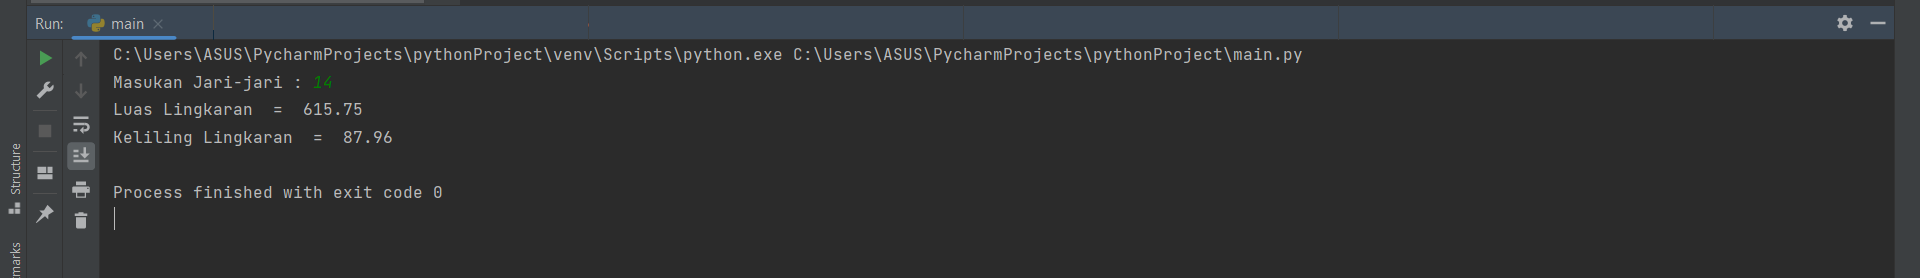 Run: main
C:\Users\ASUS\PycharmProjects\pythonProject\venv\Scripts\python.exe C:\Users\ASUS\PycharmProjects\pythonProject\main.py
Masukan Jari-jari : 14
Luas Lingkaran  =  615.75
Keliling Lingkaran  =  87.96
Process finished with exit code 0
Structure
marks